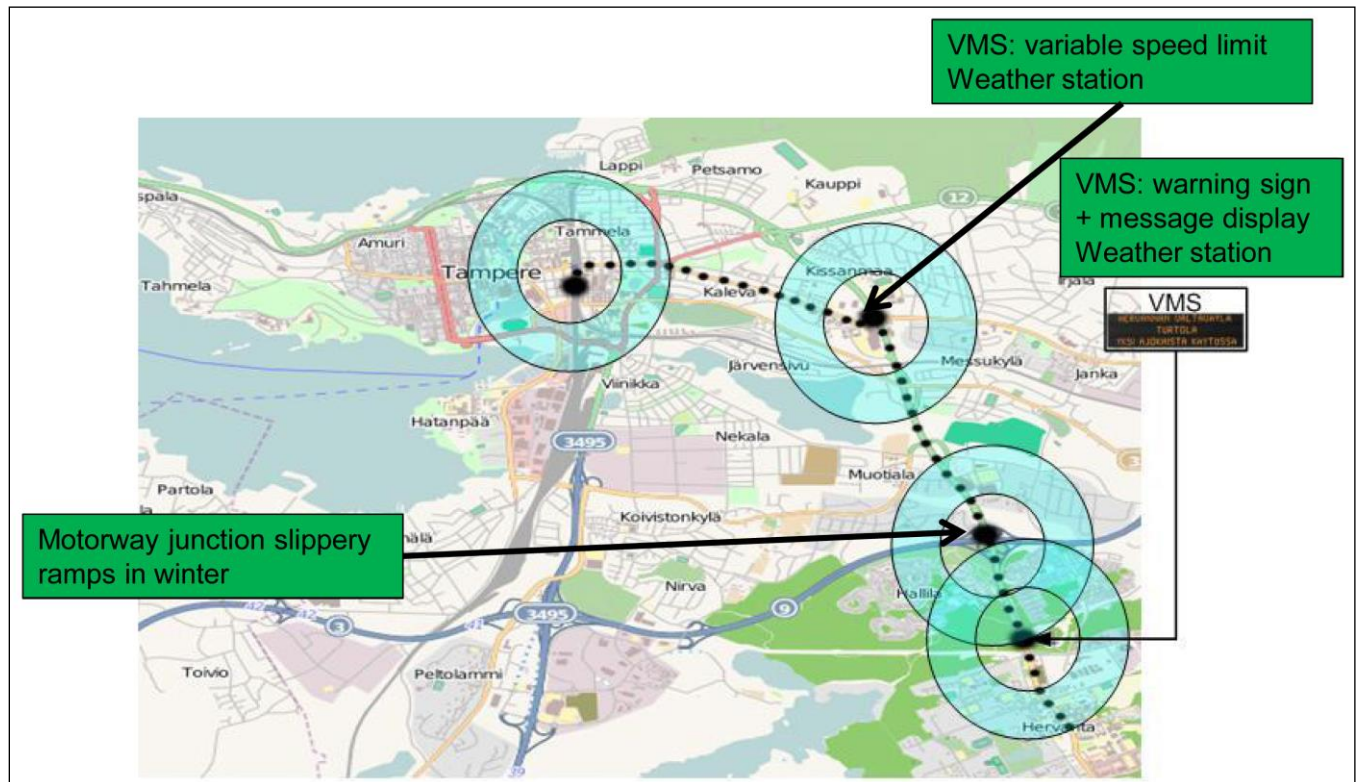 VMS: variable speed limit
Weather station
VMS: warning sign
+ message display
Weather station
VMS
TURTOLA
Motorway junction slippery
ramps in winter
Lappi
Petsamo
Kauppi
12
Amuri
Tammela
Tampere
Tahmela
Kissanmaa
Kaleva
Järvensivu
Messukylä
Janka
Viinikka
Hatanpää
3495
Nekala
Muotiala
Partola
Koivistonkylä
Nirva
Hallila
9
3495
3
Toivio
Peltolammi
Hervanta